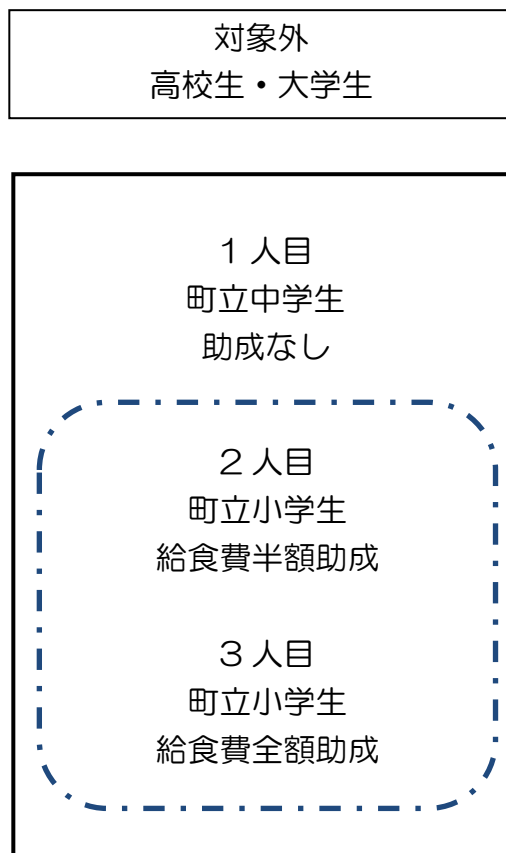 対象外
高校生・大学生
１人目
町立中学生
助成なし
２人目
町立小学生
給食費半額助成
３人目
町立小学生
給食費全額助成